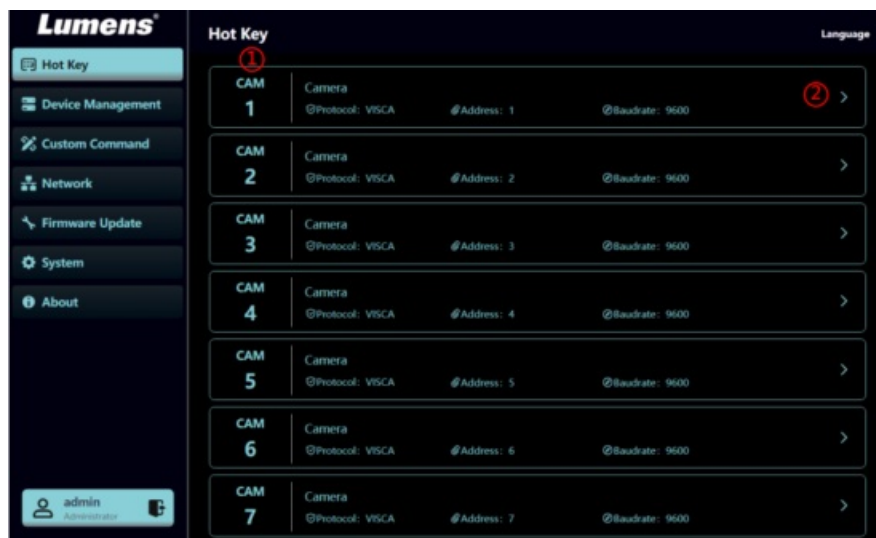 Lumens®
Hot Key
Device Management
Custom Command
Network
Firmware Update
System
About
admin
Administrator
Hot Key
Language
①
②
CAM
1
Camera
Protocol: VISCA Address: 1 Baudrate: 9600
CAM
2
Camera
Protocol: VISCA Address: 2 Baudrate: 9600
CAM
3
Camera
Protocol: VISCA Address: 3 Baudrate: 9600
CAM
4
Camera
Protocol: VISCA Address: 4 Baudrate: 9600
CAM
5
Camera
Protocol: VISCA Address: 5 Baudrate: 9600
CAM
6
Camera
Protocol: VISCA Address: 6 Baudrate: 9600
CAM
7
Camera
Protocol: VISCA Address: 7 Baudrate: 9600